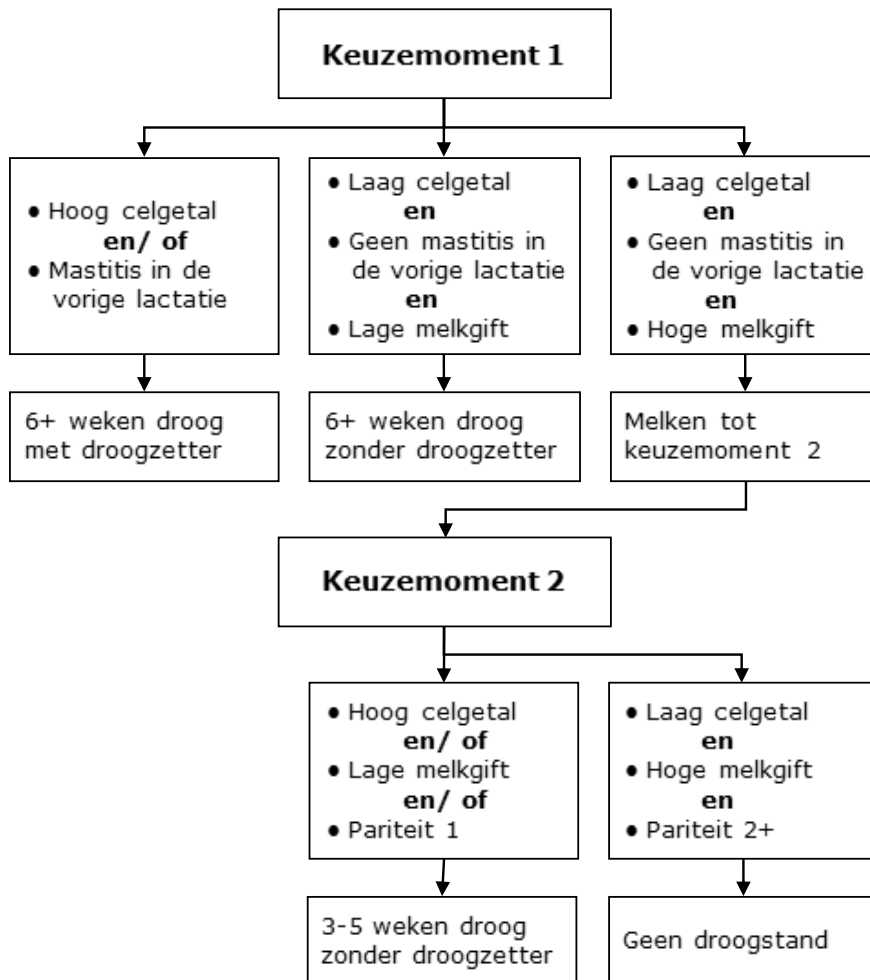 Keuzemoment 1
● Hoog celgetal
en/ of
● Mastitis in de
vorige lactatie
● Laag celgetal
en
● Geen mastitis in
de vorige lactatie
en
● Lage melkgift
● Laag celgetal
en
● Geen mastitis in
de vorige lactatie
en
● Hoge melkgift
6+ weken droog
met droogzetter
6+ weken droog
zonder droogzetter
Melken tot
keuzemoment 2
Keuzemoment 2
● Hoog celgetal
en/ of
● Lage melkgift
en/ of
● Pariteit 1
● Laag celgetal
en
● Hoge melkgift
en
● Pariteit 2+
3-5 weken droog
zonder droogzetter
Geen droogstand